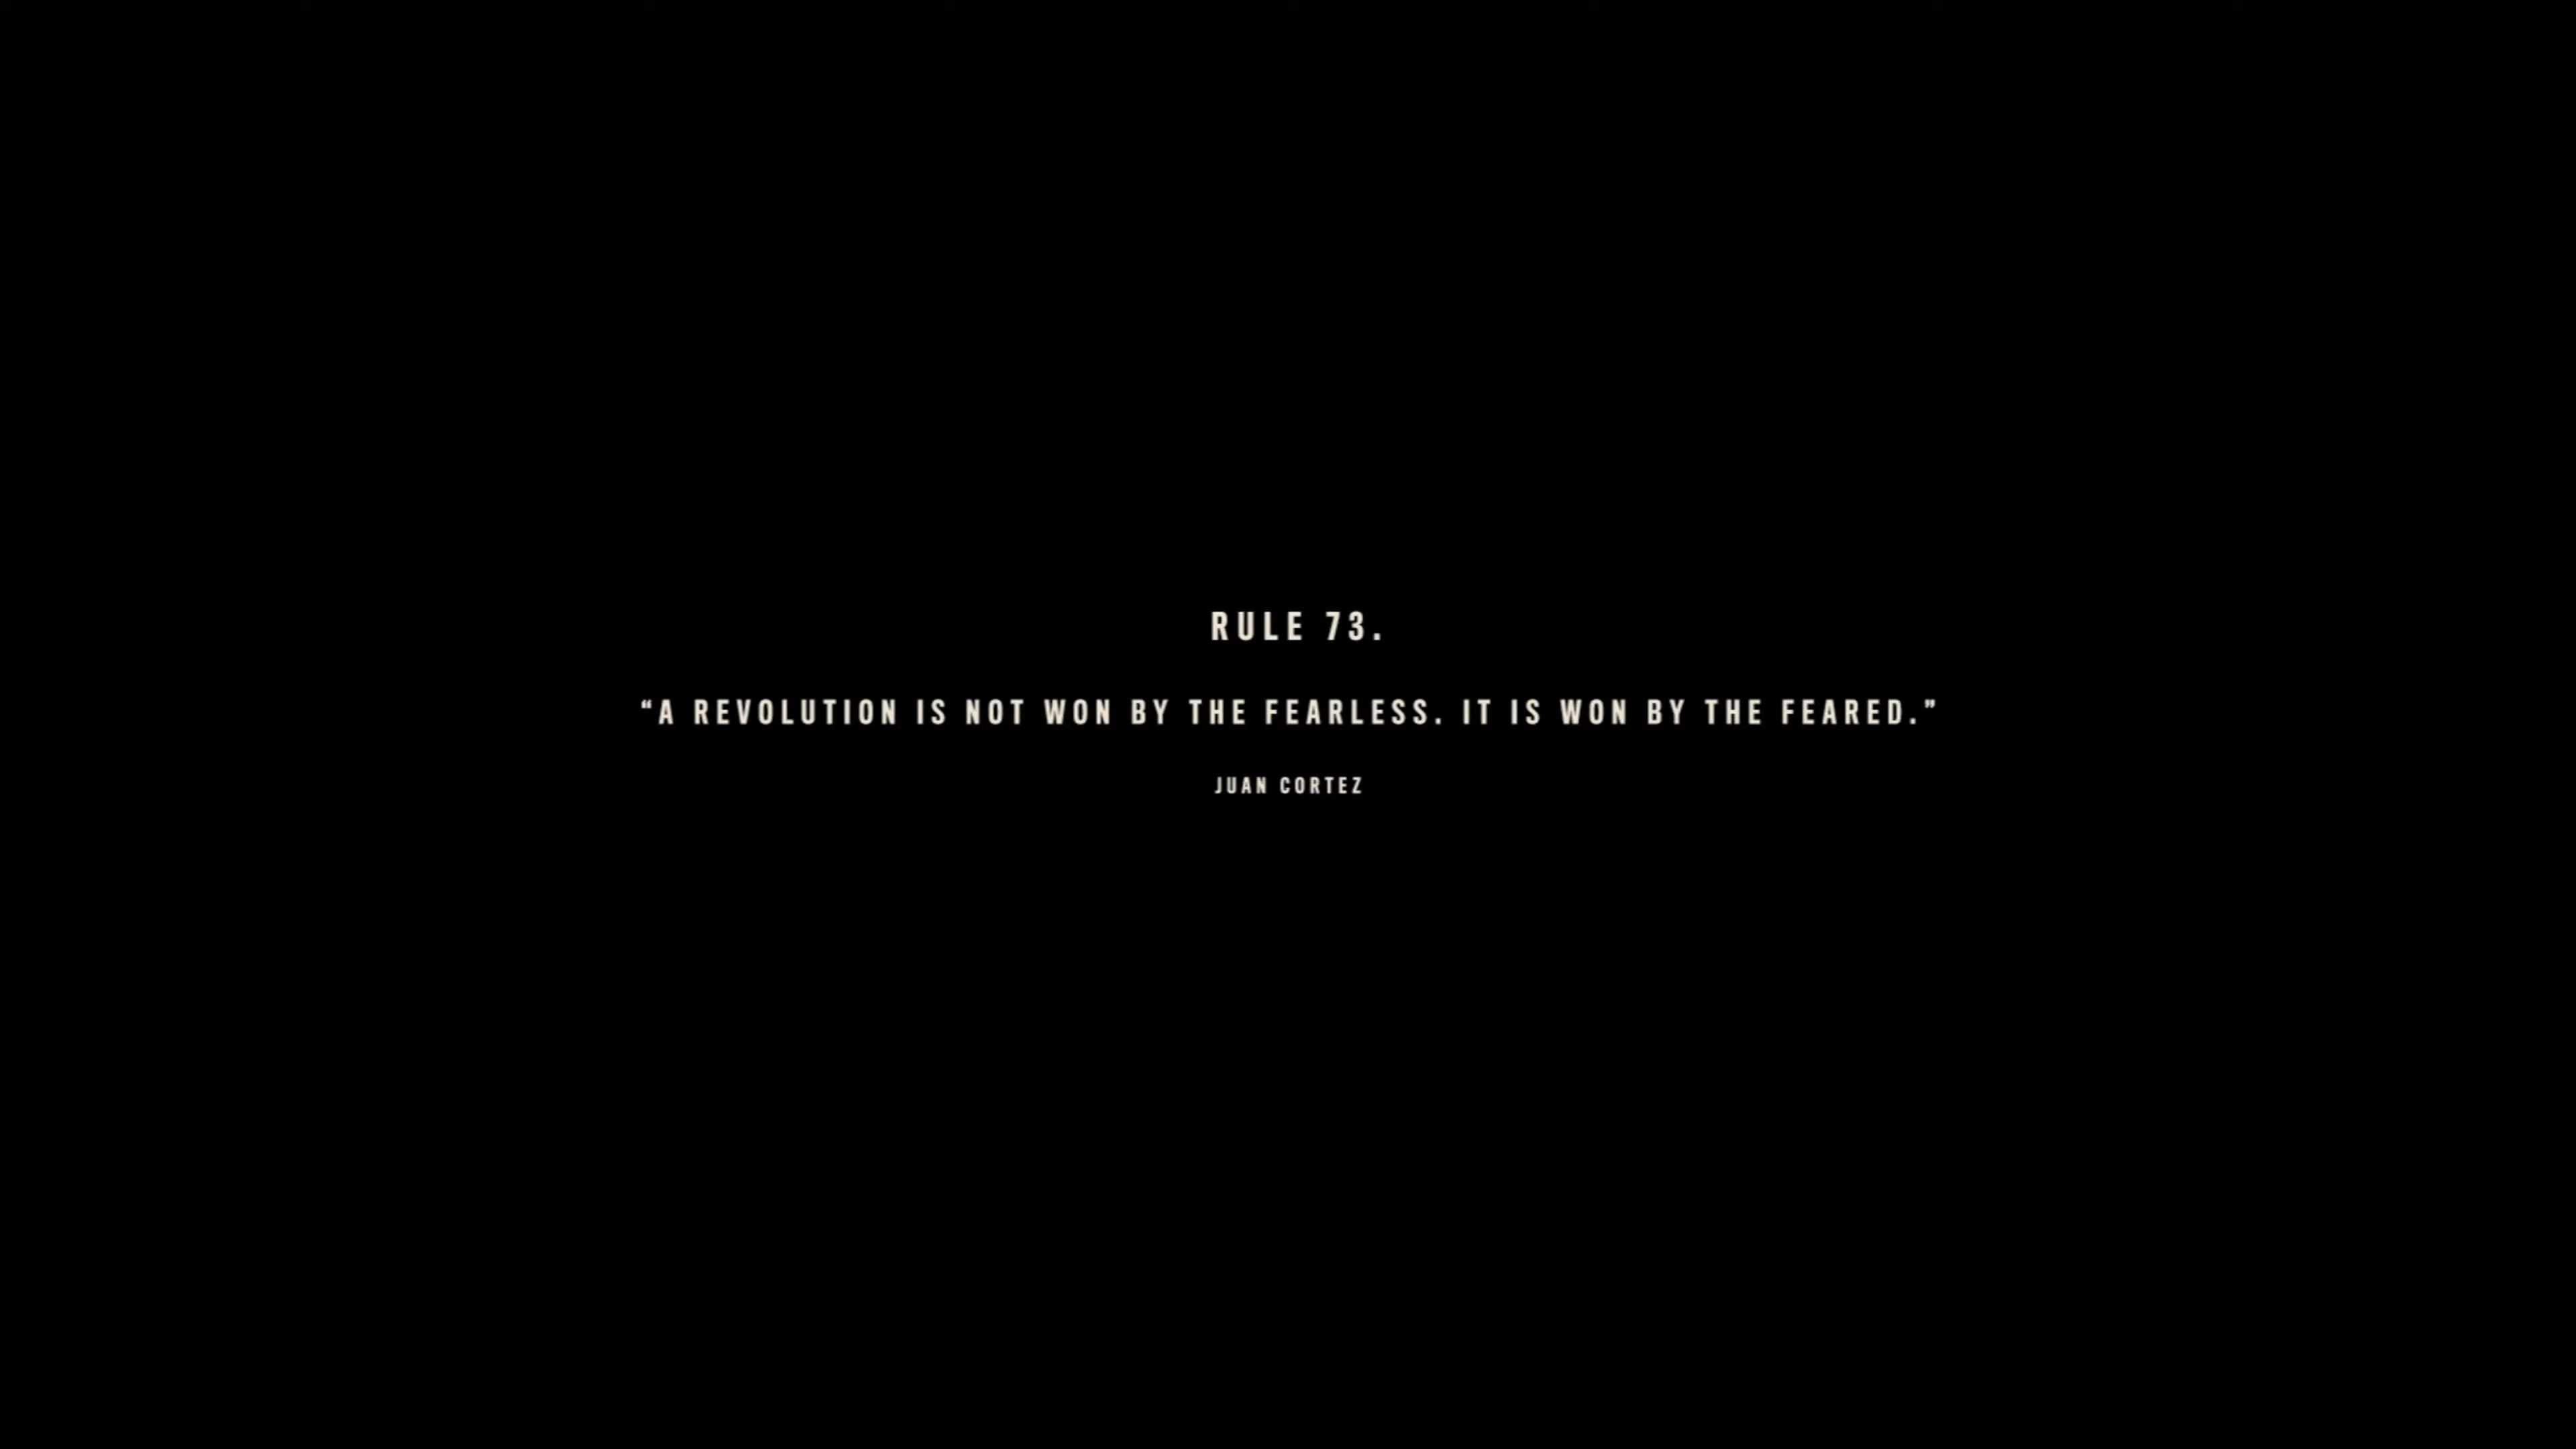 RULE 73.
“A REVOLUTION IS NOT WON BY THE FEARLESS. IT IS WON BY THE FEARED.”
JUAN CORTEZ